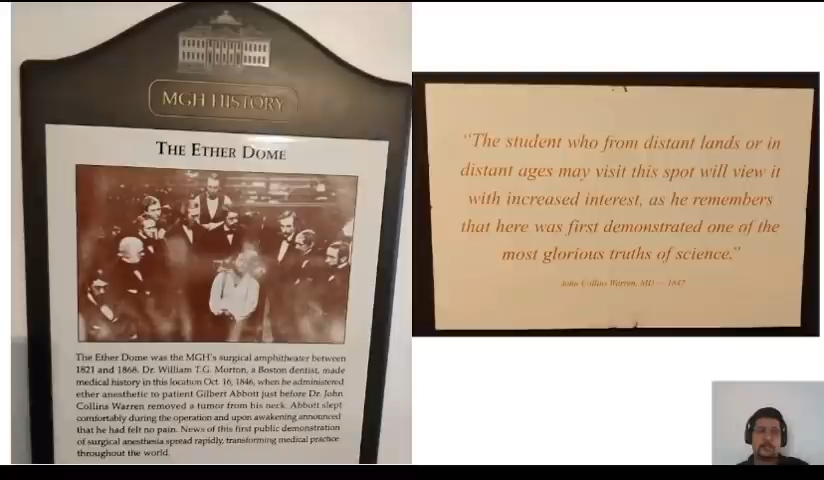 MGH HISTORY
THE ETHER DOME
The Ether Dome was the MGH's surgical amphitheater between
1821 and 1868. Dr. William T.G. Morton, a Boston dentist, made
medical history in this location Oct. 16, 1846, when he administered
ether anesthetic to patient Gilbert Abbott just before Dr. John
Collins Warren removed a tumor from his neck. Abbott slept
comfortably during the operation and upon awakening announced
that he had felt no pain. News of this first public demonstration
of surgical anesthesia spread rapidly, transforming medical practice
throughout the world.
"The student who from distant lands or in
distant ages may visit this spot will view it
with increased interest, as he remembers
that here was first demonstrated one of the
most glorious truths of science."
John Collins Warren, MD — 1847